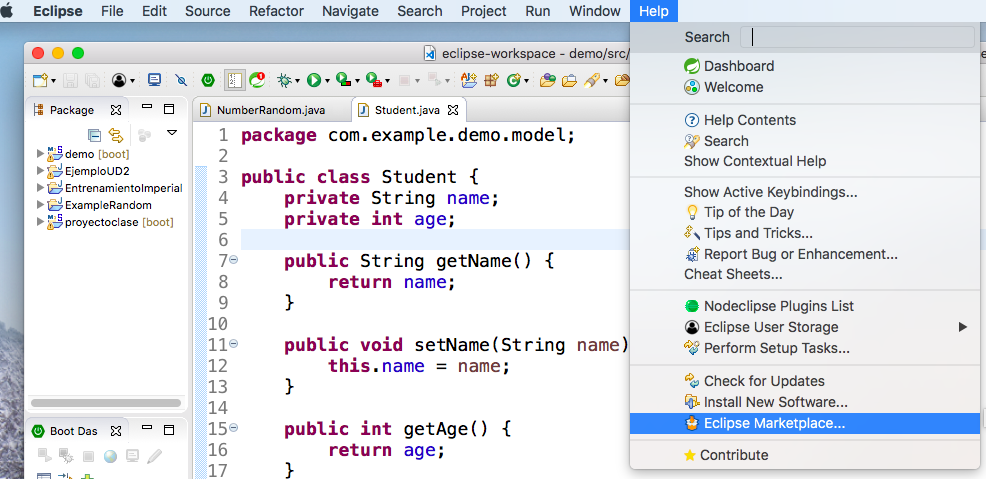 Eclipse File Edit Source Refactor Navigate Search Project Run Window Help
eclipse-workspace - demo/src/
Search
Dashboard
Welcome
Help Contents
Search
Show Contextual Help
Show Active Keybindings...
Tip of the Day
Tips and Tricks...
Report Bug or Enhancement...
Cheat Sheets...
Nodeclipse Plugins List
Eclipse User Storage
Perform Setup Tasks...
Check for Updates
Install New Software...
Eclipse Marketplace...
Contribute
Package
demo [boot]
EjemploUD2
EntrenamientoImperial
ExampleRandom
proyectoclase [boot]
Boot Das
NumberRandom.java Student.java
1 package com.example.demo.model;
2
3 public class Student {
4 private String name;
5 private int age;
6
7 public String getName() {
8 return name;
9 }
10
11 public void setName(String name)
12 this.name = name;
13 }
14
15 public int getAge() {
16 return age;
17 }